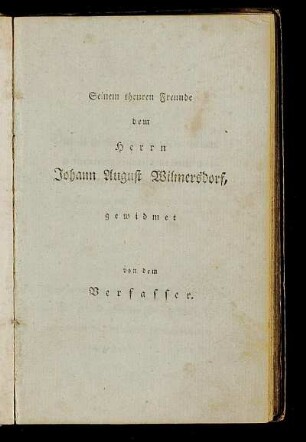 Seinem theuren Freunde
dem
Herrn
Johann August Wilmersdorf,
gewidmet
von dem
Verfasser.